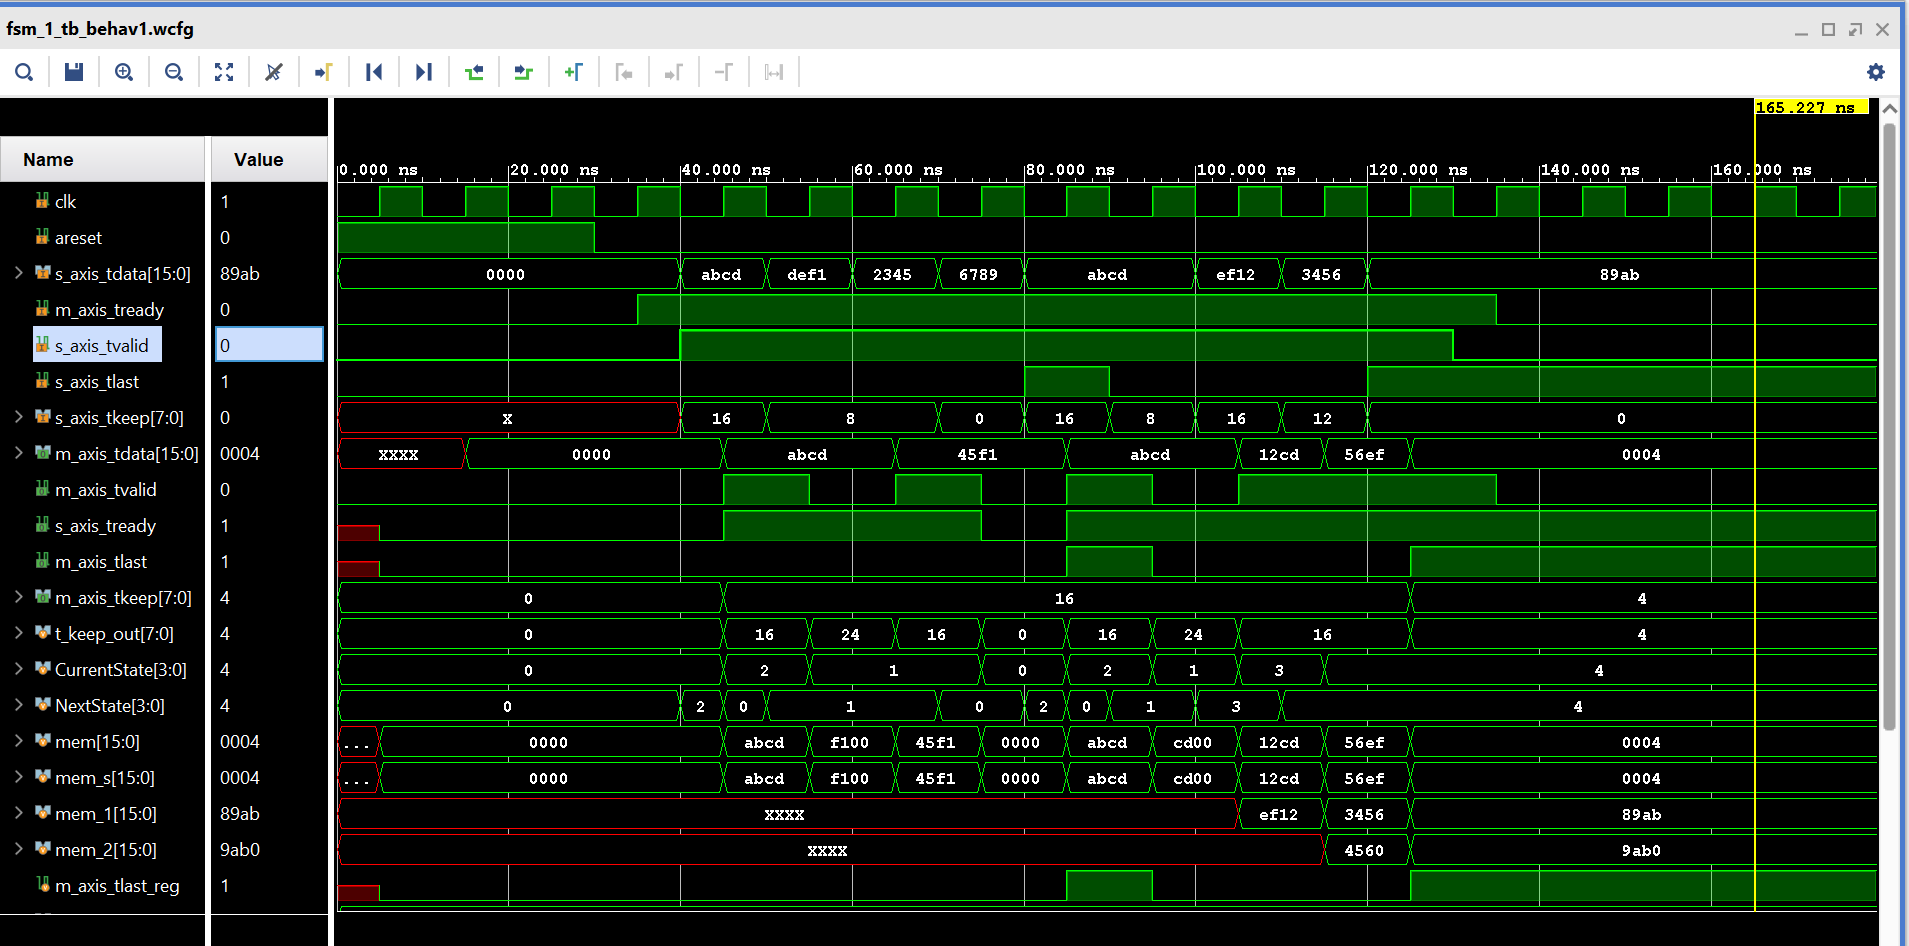 fsm_1_tb_behav1.wcfg
165.227 ns
Name Value
0.000 ns 20.000 ns 40.000 ns 60.000 ns 80.000 ns 100.000 ns 120.000 ns 140.000 ns 160.000 ns
clk 1
areset 0
s_axis_tdata[15:0] 89ab 0000 abcd def1 2345 6789 abcd ef12 3456 89ab
m_axis_tready 0
s_axis_tvalid 0
s_axis_tlast 1
s_axis_tkeep[7:0] 0 X 16 8 0 16 8 16 12 0
m_axis_tdata[15:0] 0004 XXXX 0000 abcd 45f1 abcd 12cd 56ef 0004
m_axis_tvalid 0
s_axis_tready 1
m_axis_tlast 1
m_axis_tkeep[7:0] 4 0 16 4
t_keep_out[7:0] 4 0 16 24 16 0 16 24 16 4
CurrentState[3:0] 4 0 2 1 0 2 1 3 4
NextState[3:0] 4 0 2 0 1 0 2 0 1 3 4
mem[15:0] 0004 ... 0000 abcd f100 45f1 0000 abcd cd00 12cd 56ef 0004
mem_s[15:0] 0004 ... 0000 abcd f100 45f1 0000 abcd cd00 12cd 56ef 0004
mem_1[15:0] 89ab XXXX ef12 3456 89ab
mem_2[15:0] 9ab0 XXXX 4560 9ab0
m_axis_tlast_reg 1